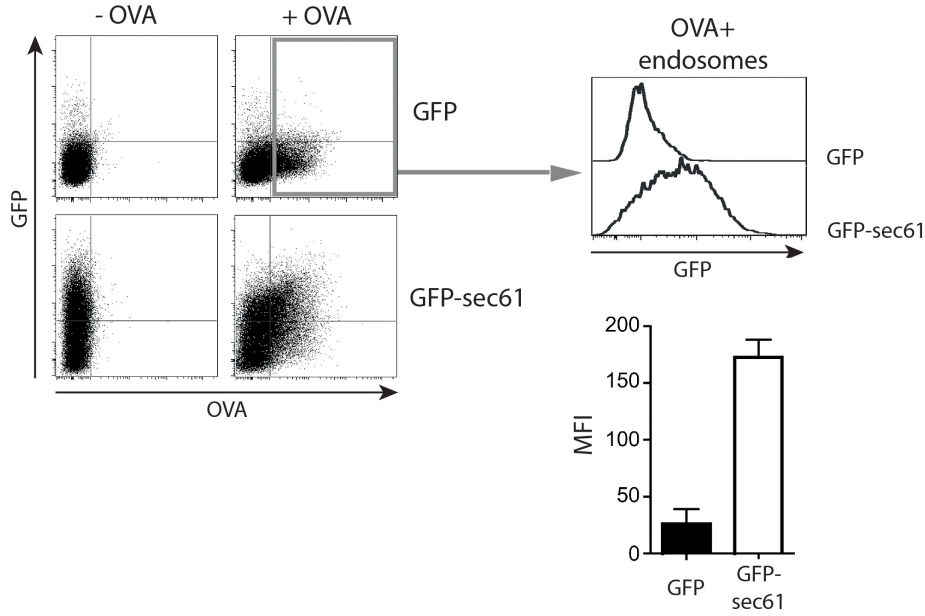 - OVA
+ OVA
GFP
GFP
GFP-sec61
OVA
OVA+
endosomes
GFP
GFP-sec61
GFP
MFI
200
150
100
50
0
GFP
GFP-
sec61